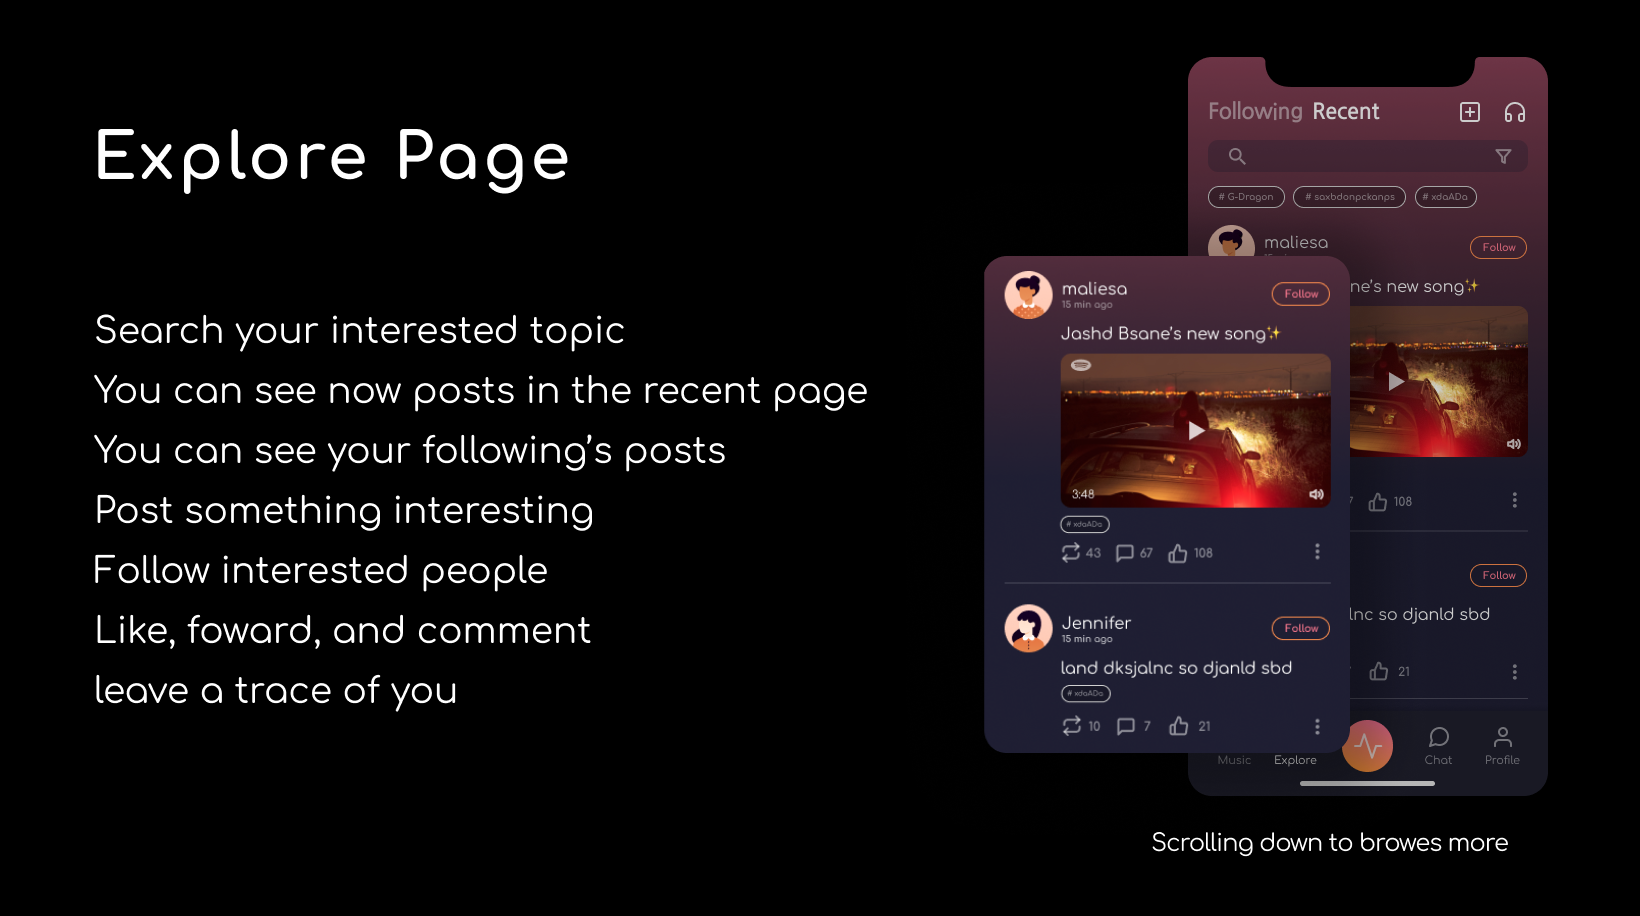 Explore Page
Search your interested topic
You can see now posts in the recent page
You can see your following's posts
Post something interesting
Follow interested people
Like, foward, and comment
leave a trace of you
Following Recent
# G-Dragon # saxbdonpckanps # xdaADa
maliesa
Follow
ne's new song✨
108
Follow
lnc so djanld sbd
21
Music Explore Chat Profile
maliesa
15 min ago
Follow
Jashd Bsane's new song✨
3:48
# xdaADa
43 67 108
Jennifer
15 min ago
Follow
land dksjalnc so djanld sbd
# xdaADa
10 7 21
Scrolling down to browes more